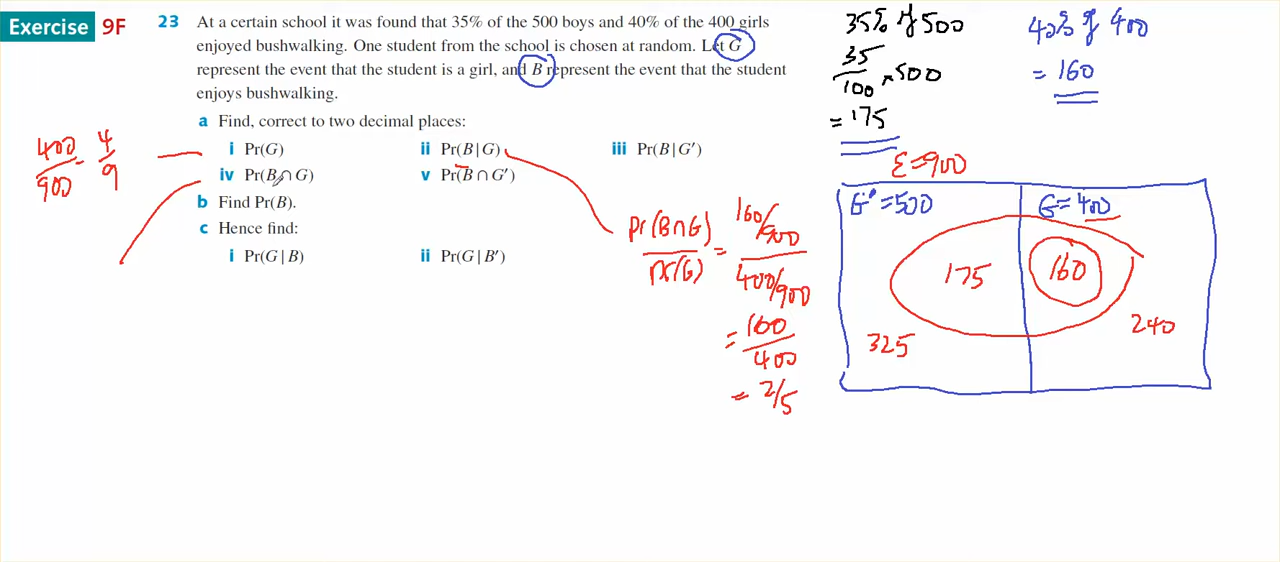 Exercise 9F
23 At a certain school it was found that 35% of the 500 boys and 40% of the 400 girls
enjoyed bushwalking. One student from the school is chosen at random. Let G
represent the event that the student is a girl, and B represent the event that the student
enjoys bushwalking.
a Find, correct to two decimal places:
i Pr(G) ii Pr(B|G) iii Pr(B|G′)
iv Pr(B∩G) v Pr(B∩G′)
b Find Pr(B).
c Hence find:
i Pr(G|B) ii Pr(G|B′)
400/900 = 4/9
Pr(B∩G)/Pr(G) = 160/900 / 400/900
= 160/400
= 2/5
35% of 500
35/100 × 500
= 175
40% of 400
= 160
ε=900
G′=500 G=400
175 160
325 240